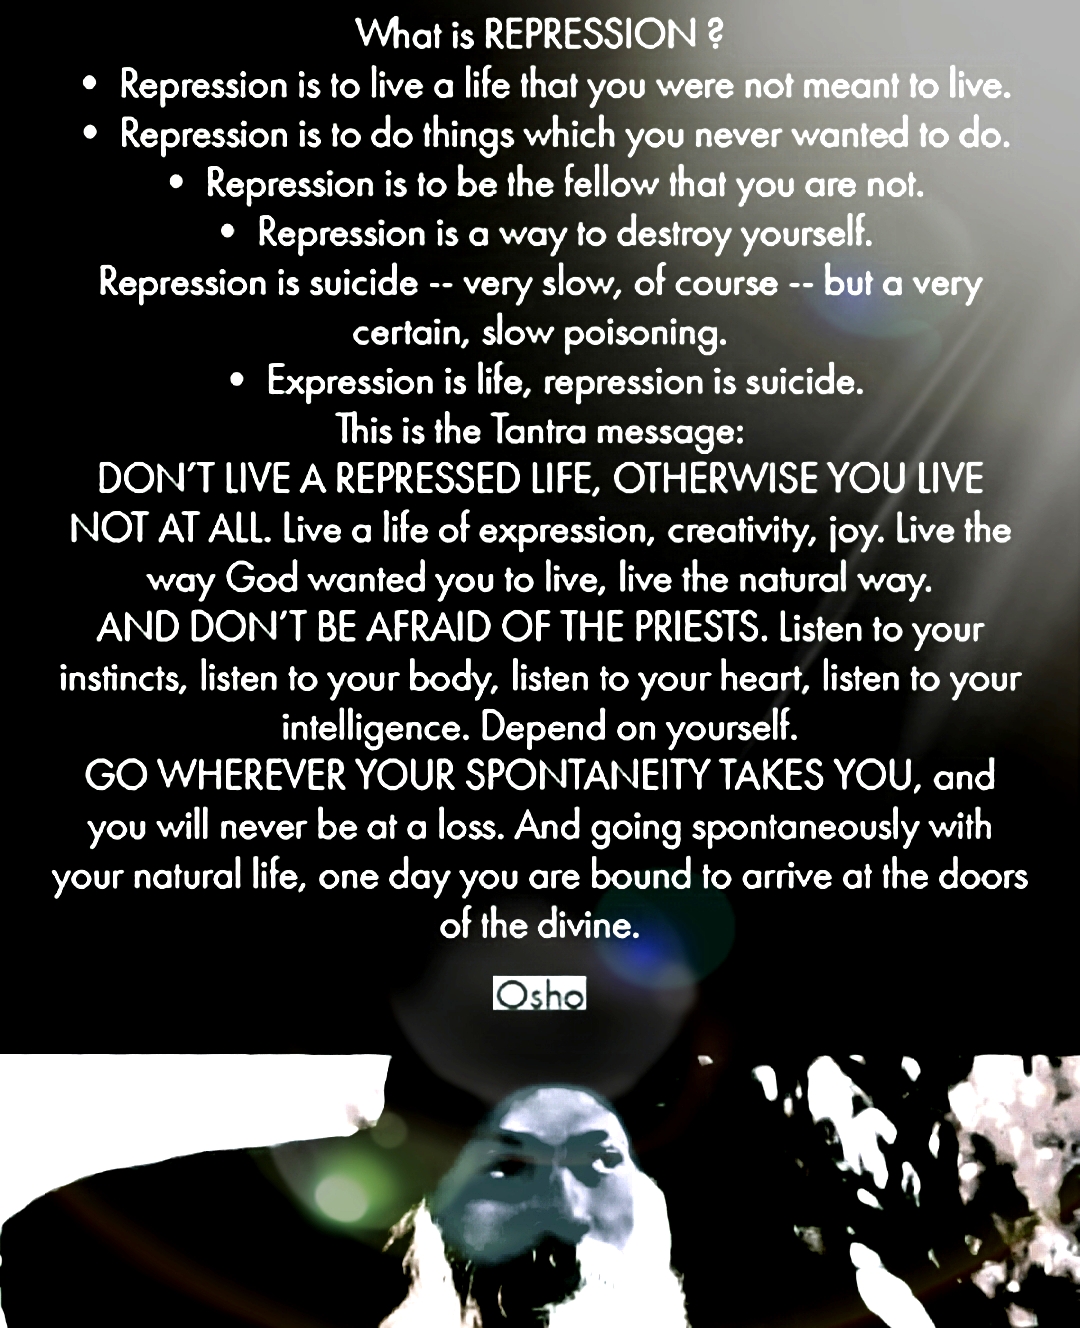 What is REPRESSION ?
• Repression is to live a life that you were not meant to live.
• Repression is to do things which you never wanted to do.
• Repression is to be the fellow that you are not.
• Repression is a way to destroy yourself.
Repression is suicide -- very slow, of course -- but a very
certain, slow poisoning.
• Expression is life, repression is suicide.
This is the Tantra message:
DON'T LIVE A REPRESSED LIFE, OTHERWISE YOU LIVE
NOT AT ALL. Live a life of expression, creativity, joy. Live the
way God wanted you to live, live the natural way.
AND DON'T BE AFRAID OF THE PRIESTS. Listen to your
instincts, listen to your body, listen to your heart, listen to your
intelligence. Depend on yourself.
GO WHEREVER YOUR SPONTANEITY TAKES YOU, and
you will never be at a loss. And going spontaneously with
your natural life, one day you are bound to arrive at the doors
of the divine.
Osho